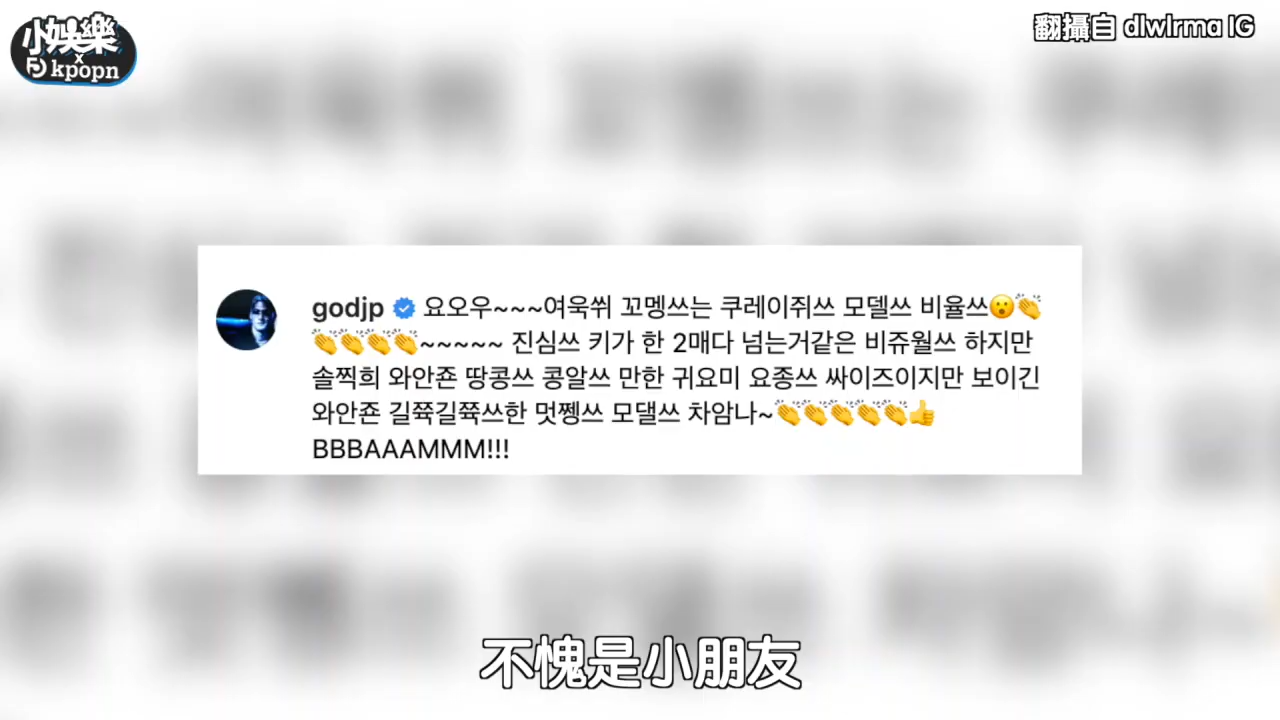 小娛樂
x
kpopn
翻攝自 dlwlrma IG
godjp 요오우~~~여욱쒸 꼬멩쓰는 쿠레이쥐쓰 모델쓰 비율쓰😮👏
👏👏👏👏~~~~~ 진심쓰 키가 한 2매다 넘는거같은 비쥬월쓰 하지만
솔찍희 와안죤 땅콩쓰 콩알쓰 만한 귀요미 요종쓰 싸이즈이지만 보이긴
와안죤 길쭉길쭉쓰한 멋쪵쓰 모댈쓰 차암나~👏👏👏👏👏👍
BBBAAAMMM!!!
不愧是小朋友